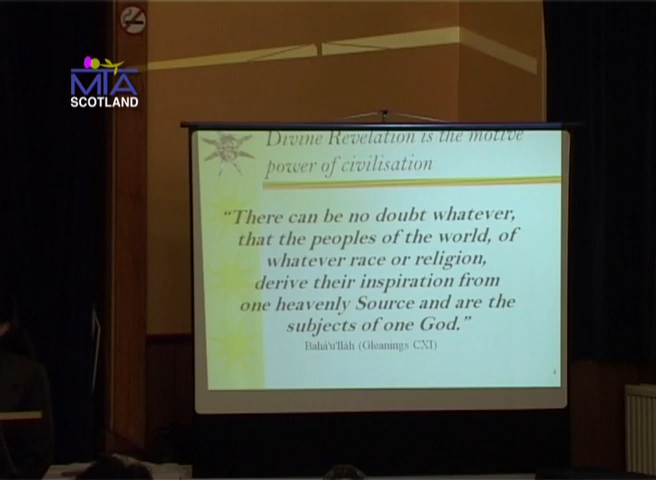 MTA
SCOTLAND
Divine Revelation is the motive
power of civilisation
“There can be no doubt whatever,
that the peoples of the world, of
whatever race or religion,
derive their inspiration from
one heavenly Source and are the
subjects of one God.”
Bahá'u'lláh (Gleanings CXI)
4